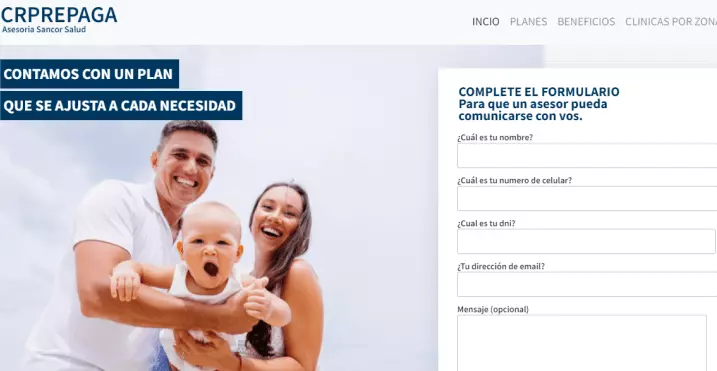 CRPREPAGA
Asesoria Sancor Salud
INCIO PLANES BENEFICIOS CLINICAS POR ZONA
CONTAMOS CON UN PLAN
QUE SE AJUSTA A CADA NECESIDAD
COMPLETE EL FORMULARIO
Para que un asesor pueda
comunicarse con vos.
¿Cuál es tu nombre?
¿Cuál es tu numero de celular?
¿Cual es tu dni?
¿Tu dirección de email?
Mensaje (opcional)